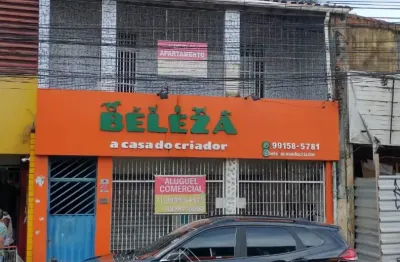 APARTAMENTO
BELEZA
a casa do criador
99158-5781
ALUGUEL
COMERCIAL